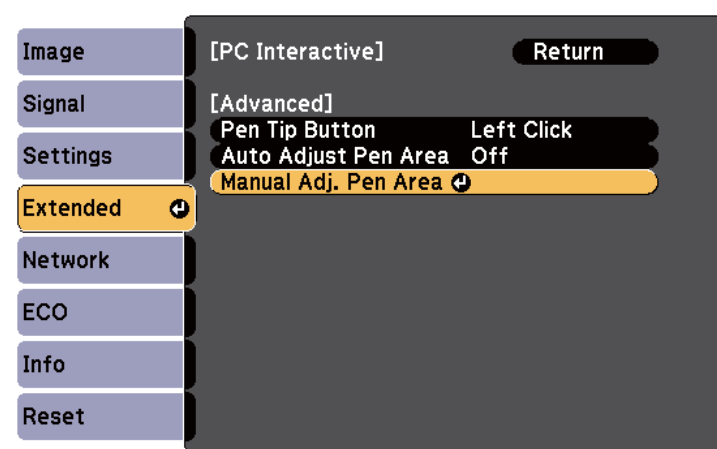 Image
Signal
Settings
Extended
Network
ECO
Info
Reset
[PC Interactive] Return
[Advanced]
Pen Tip Button Left Click
Auto Adjust Pen Area Off
Manual Adj. Pen Area